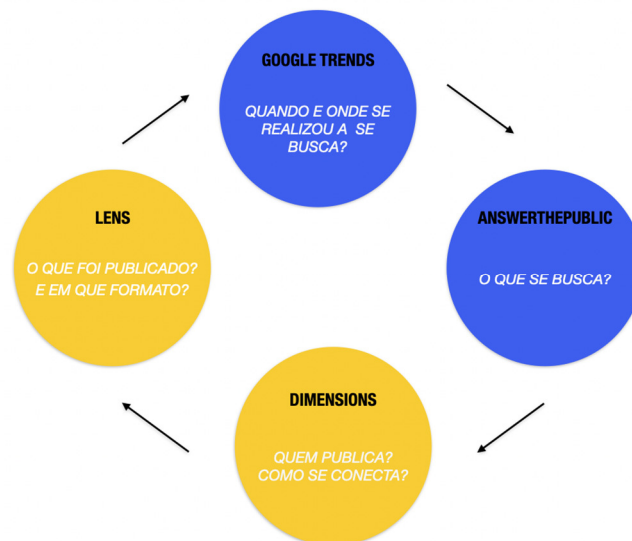 GOOGLE TRENDS
QUANDO E ONDE SE
REALIZOU A SE
BUSCA?
ANSWERTHEPUBLIC
O QUE SE BUSCA?
DIMENSIONS
QUEM PUBLICA?
COMO SE CONECTA?
LENS
O QUE FOI PUBLICADO?
E EM QUE FORMATO?